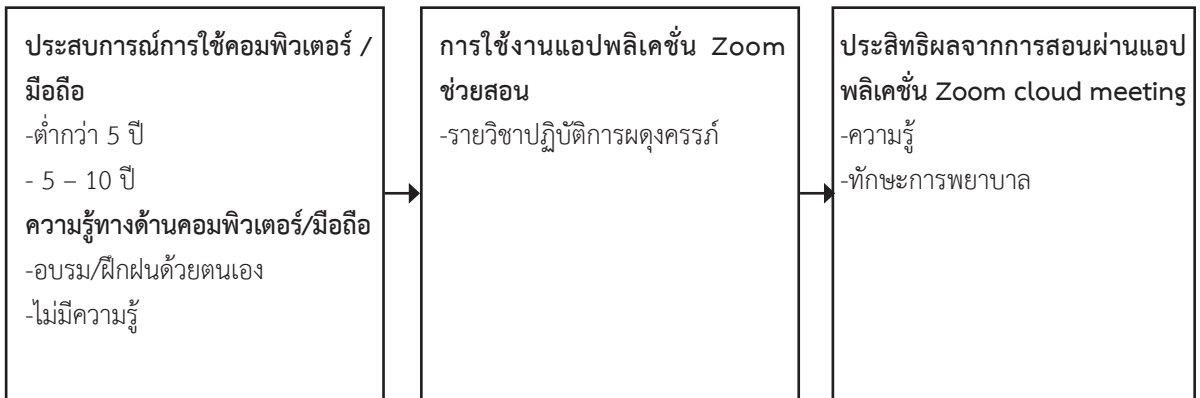 ประสบการณ์การใช้คอมพิวเตอร์ /
มือถือ
-ต่ำกว่า 5 ปี
- 5 – 10 ปี
ความรู้ทางด้านคอมพิวเตอร์/มือถือ
-อบรม/ฝึกฝนด้วยตนเอง
-ไม่มีความรู้
การใช้งานแอปพลิเคชั่น Zoom
ช่วยสอน
-รายวิชาปฏิบัติการผดุงครรภ์
ประสิทธิผลจากการสอนผ่านแอป
พลิเคชั่น Zoom cloud meeting
-ความรู้
-ทักษะการพยาบาล